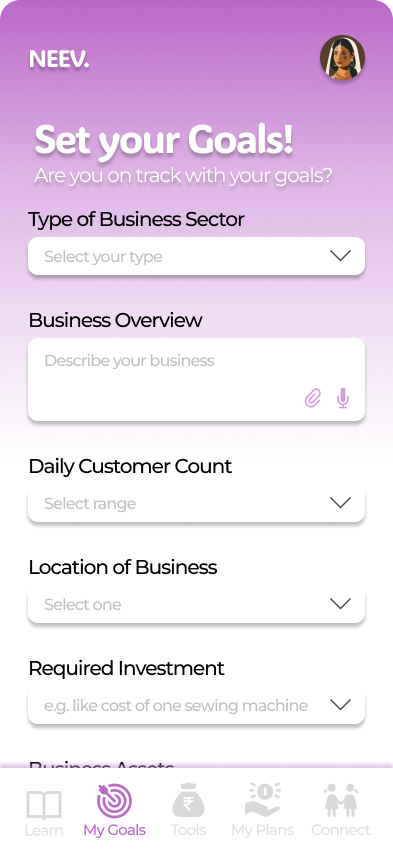 NEEV.
Set your Goals!
Are you on track with your goals?
Type of Business Sector
Select your type
Business Overview
Describe your business
Daily Customer Count
Select range
Location of Business
Select one
Required Investment
e.g. like cost of one sewing machine
Business Assets
₹
Learn My Goals Tools My Plans Connect